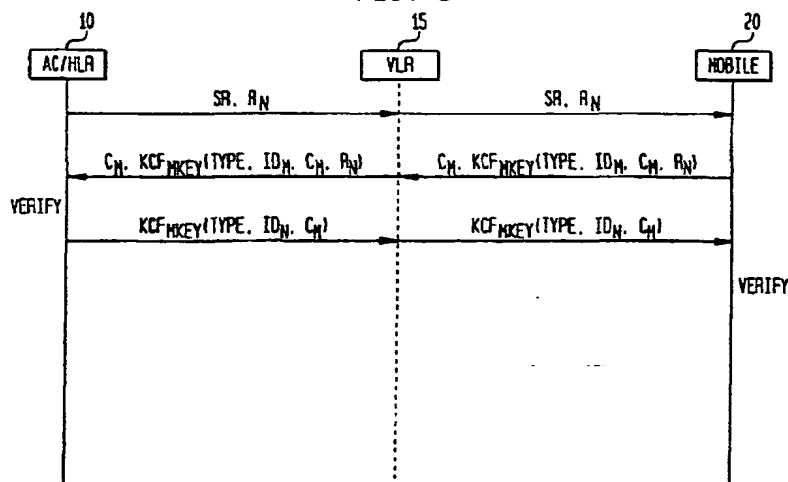 10 15 20
AC/HLR VLR MOBILE
SR, R_N SR, R_N
C_M, KCF_MKEY(TYPE, ID_M, C_M, R_N) C_M, KCF_MKEY(TYPE, ID_M, C_M, R_N)
VERIFY
KCF_MKEY(TYPE, ID_N, C_M) KCF_MKEY(TYPE, ID_N, C_M)
VERIFY